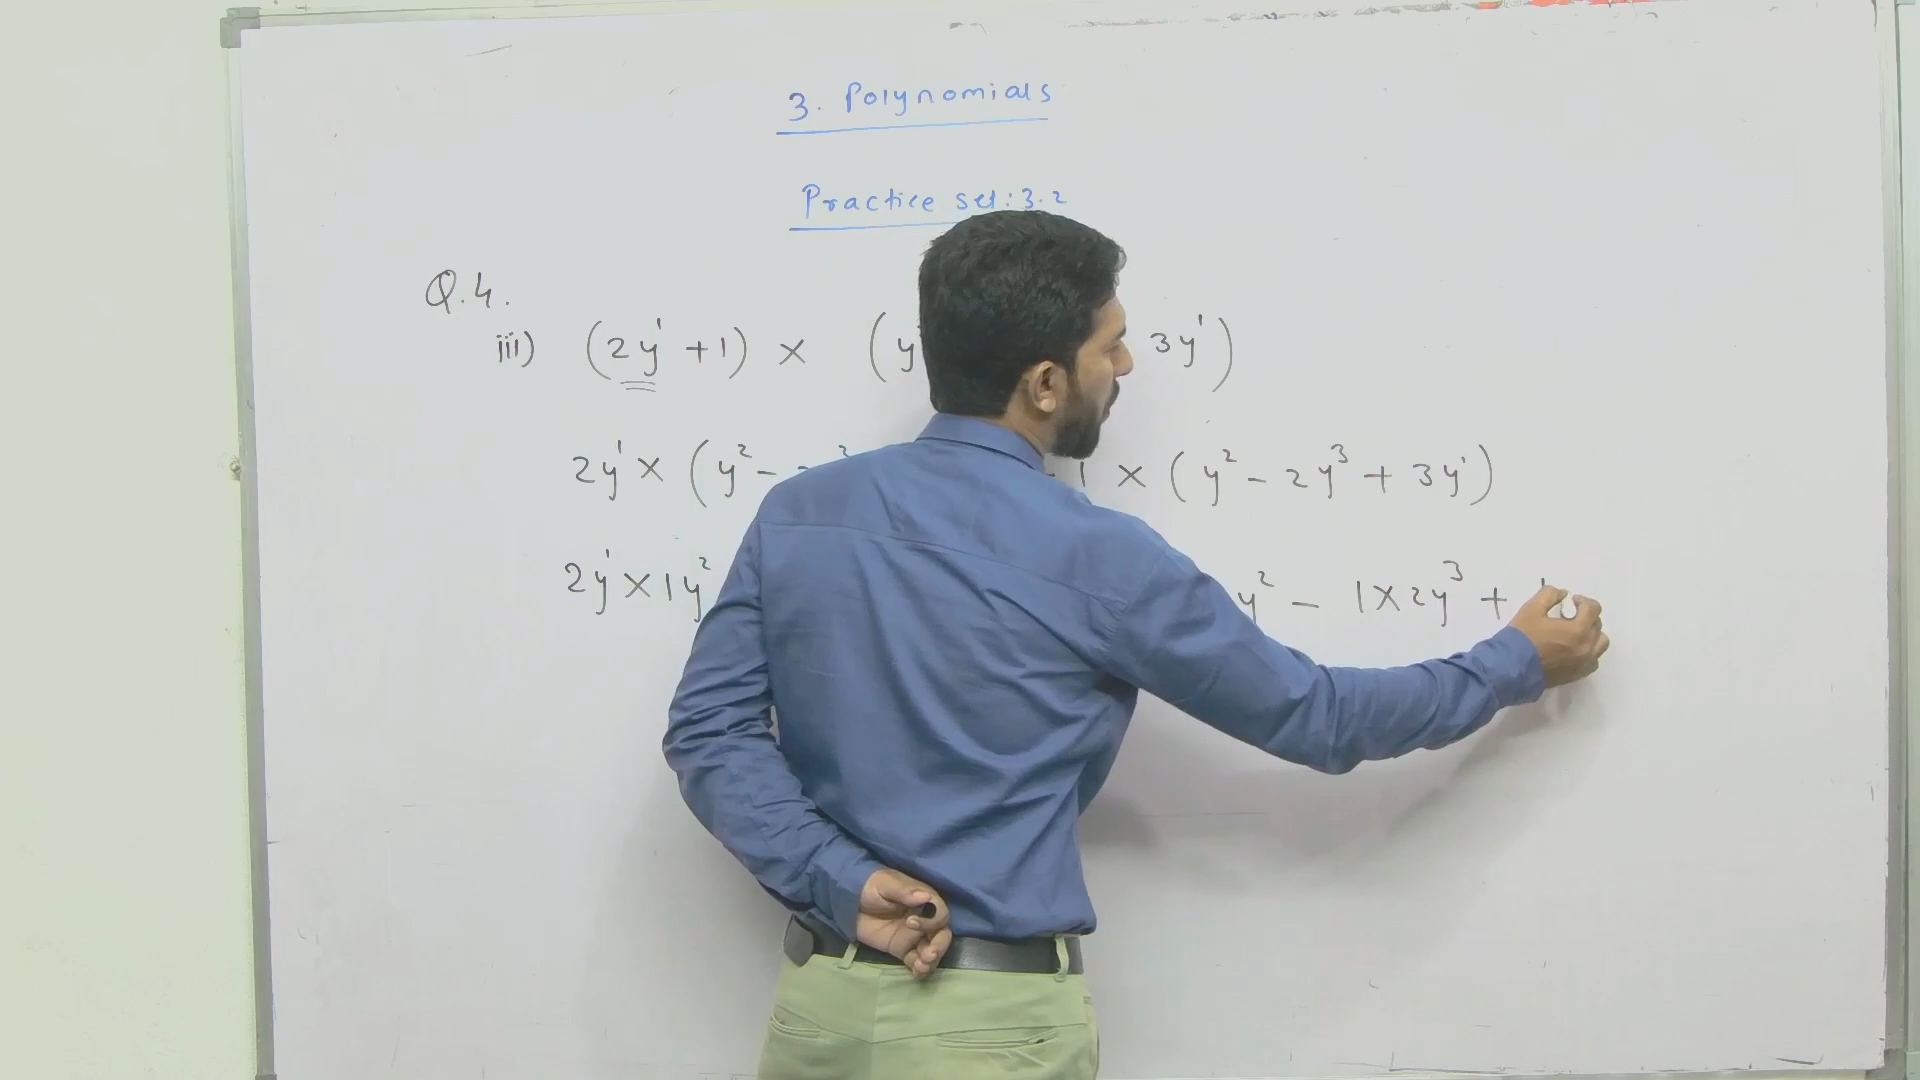 3. Polynomials
Practice set: 3.2
Q.4.
iii) (2y¹ + 1) × (y 3y¹)
2y¹ × (y² – 1 × (y² – 2y³ + 3y¹)
2y¹ × 1y² y² – 1×2y³ +